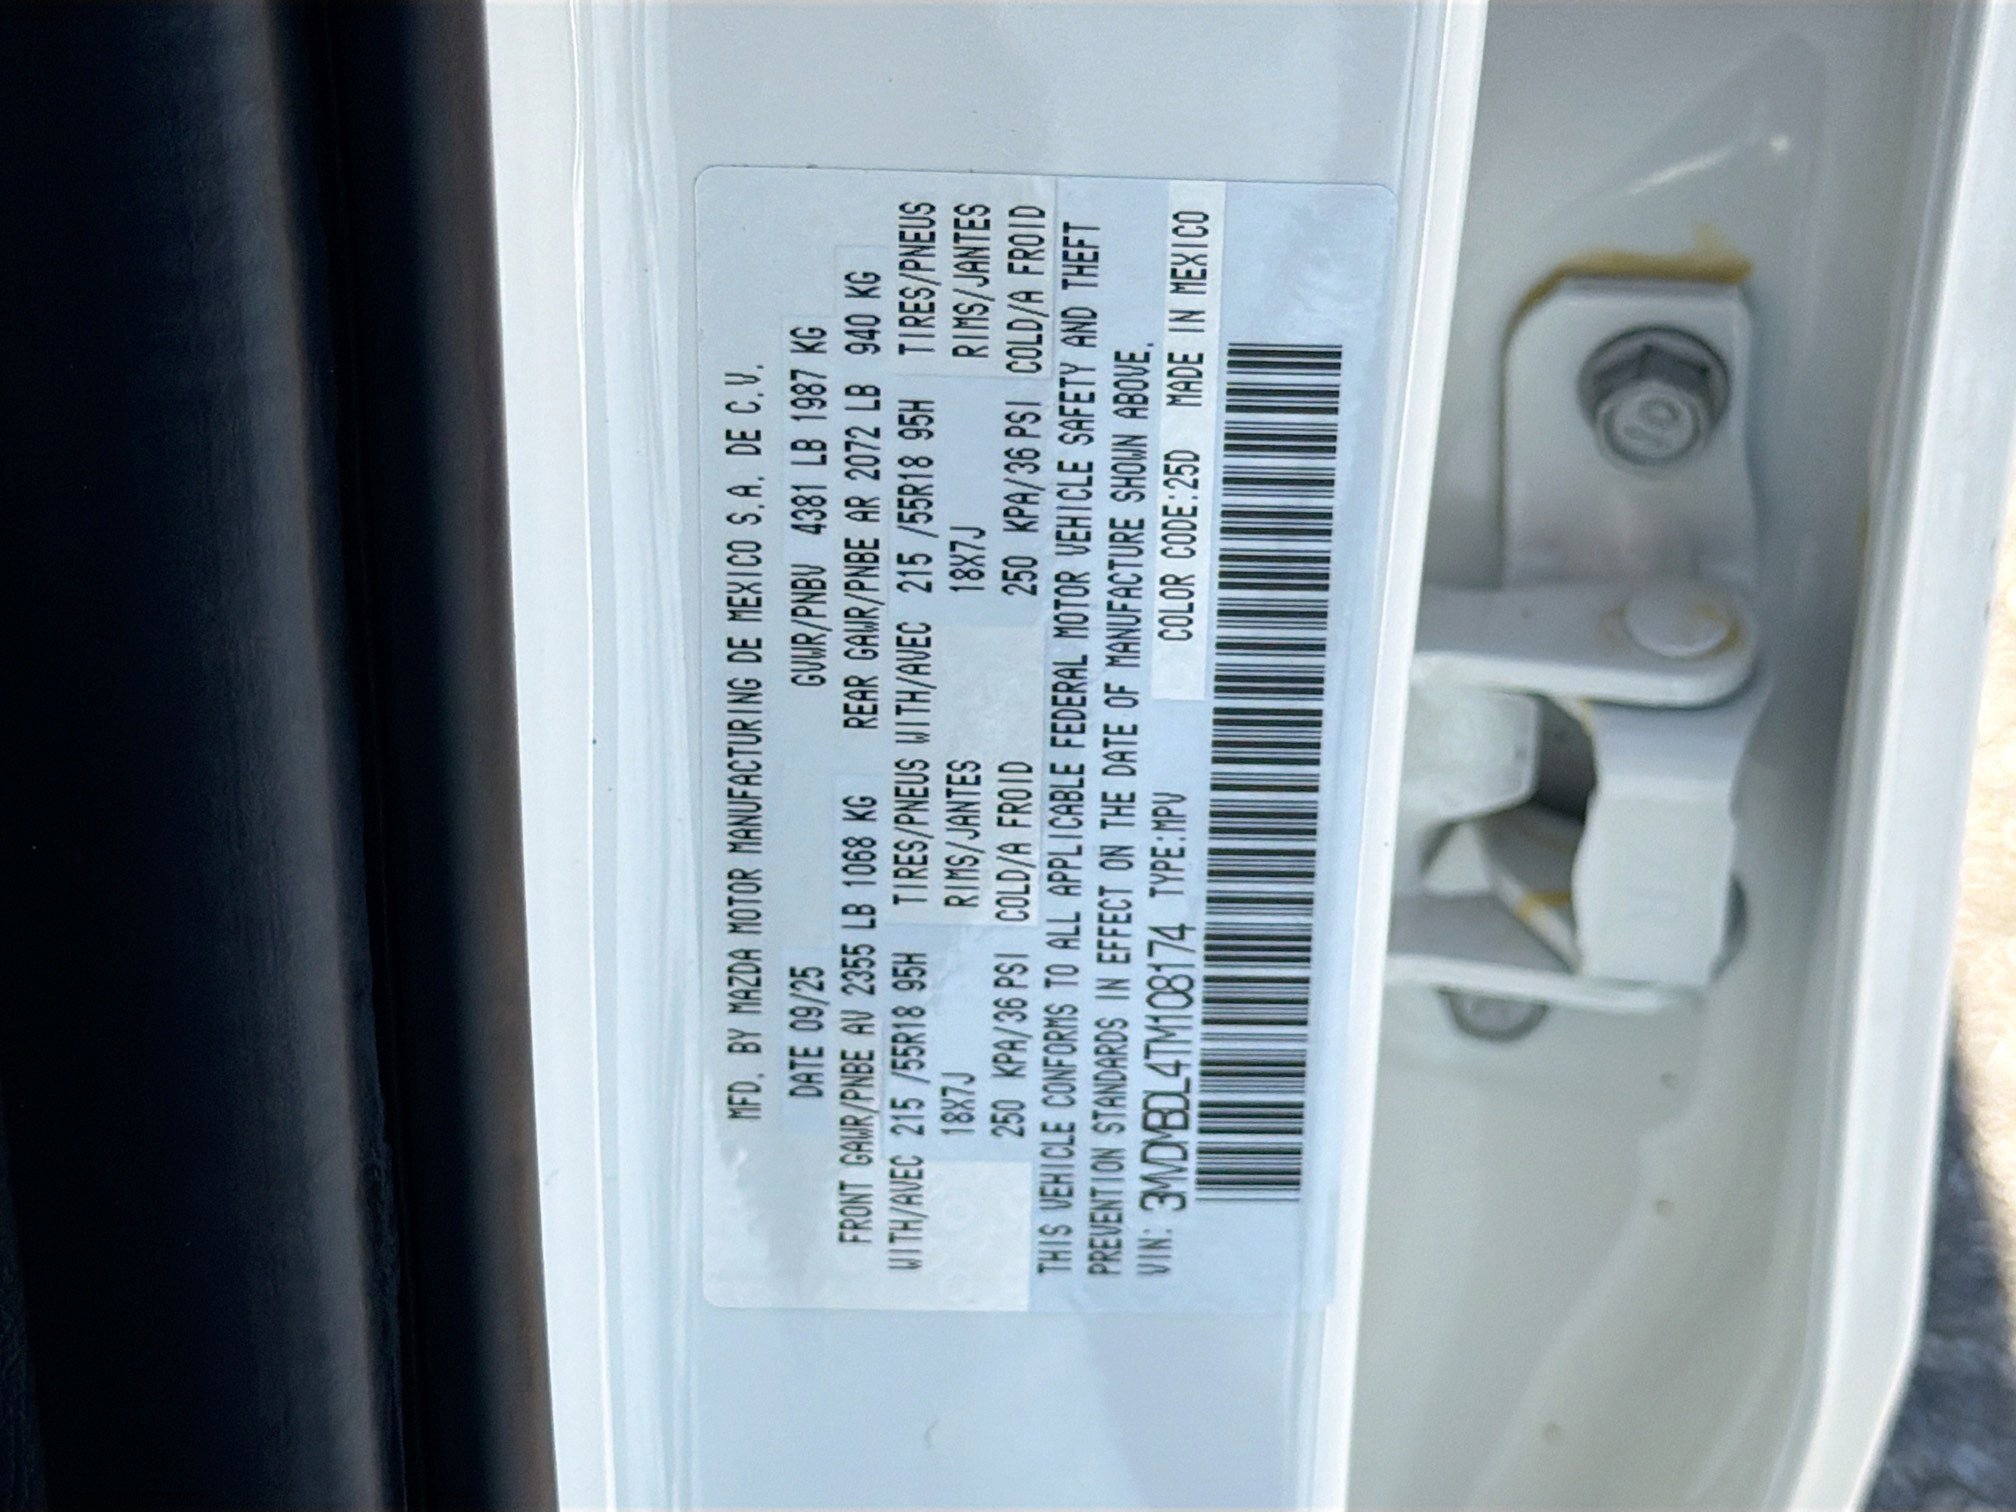 MFD. BY MAZDA MOTOR MANUFACTURING DE MEXICO S.A. DE C.V.
DATE 09/25 GVWR/PNBV 4381 LB 1987 KG
FRONT GAWR/PNBE AV 2355 LB 1068 KG REAR GAWR/PNBE AR 2072 LB 940 KG
WITH/AVEC 215 /55R18 95H TIRES/PNEUS WITH/AVEC 215 /55R18 95H TIRES/PNEUS
18X7J RIMS/JANTES 18X7J RIMS/JANTES
250 KPA/36 PSI COLD/A FROID 250 KPA/36 PSI COLD/A FROID
THIS VEHICLE CONFORMS TO ALL APPLICABLE FEDERAL MOTOR VEHICLE SAFETY AND THEFT
PREVENTION STANDARDS IN EFFECT ON THE DATE OF MANUFACTURE SHOWN ABOVE.
VIN: 3MVDMBDL4TM108174 TYPE:MPV COLOR CODE:25D MADE IN MEXICO